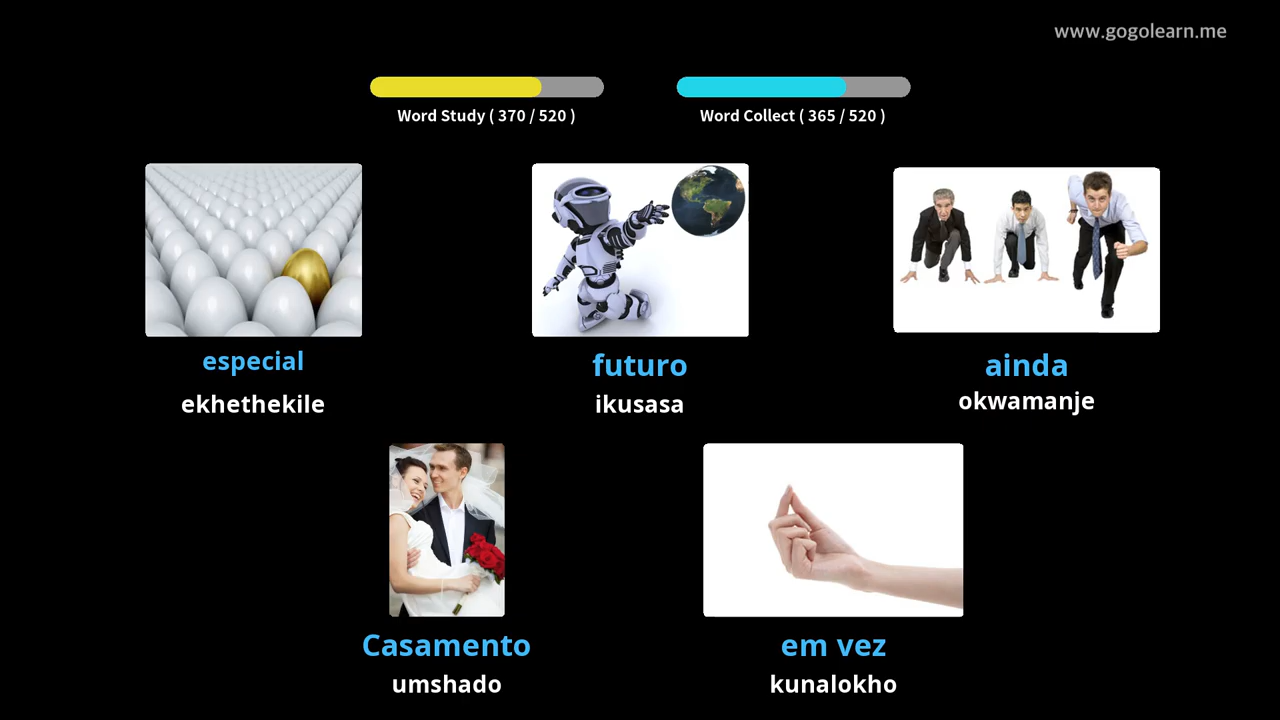 www.gogolearn.me
Word Study ( 370 / 520 )
Word Collect ( 365 / 520 )
especial
ekhethekile
futuro
ikusasa
ainda
okwamanje
Casamento
umshado
em vez
kunalokho